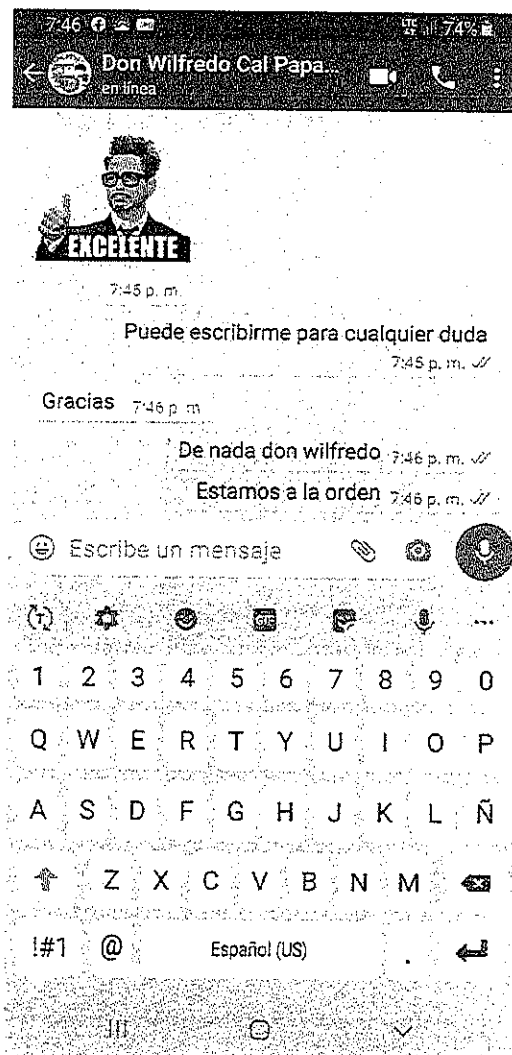 7:46 LTE 74%
Don Wilfredo Cal Papa...
en línea
EXCELENTE
7:45 p. m.
Puede escribirme para cualquier duda
7:45 p. m.
Gracias 7:46 p. m.
De nada don wilfredo 7:46 p. m.
Estamos a la orden 7:46 p. m.
Escribe un mensaje
GIF
1 2 3 4 5 6 7 8 9 0
Q W E R T Y U I O P
A S D F G H J K L Ñ
Z X C V B N M
!#1 @ Español (US) .